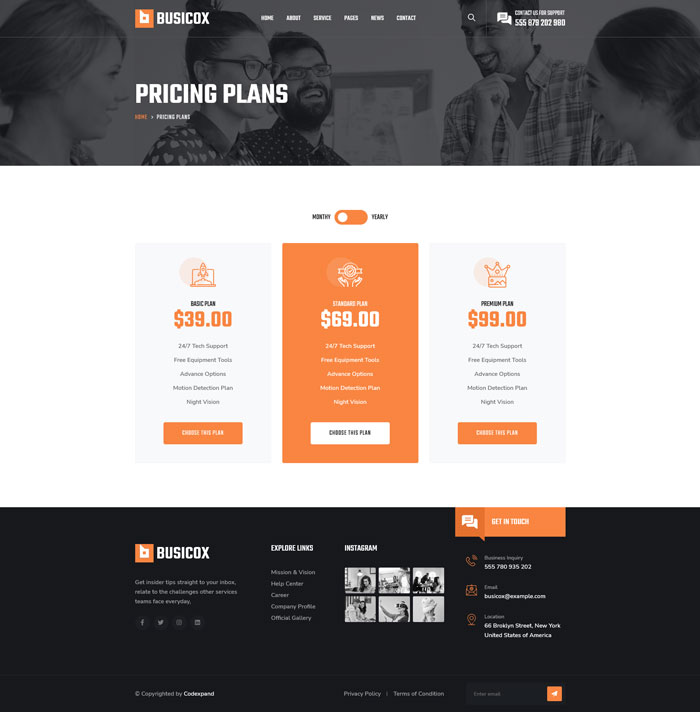 BUSICOX
HOME ABOUT SERVICE PAGES NEWS CONTACT
CONTACT US FOR SUPPORT
555 879 202 980
PRICING PLANS
HOME > PRICING PLANS
MONTHY YEARLY
BASIC PLAN
$39.00
24/7 Tech Support
Free Equipment Tools
Advance Options
Motion Detection Plan
Night Vision
CHOOSE THIS PLAN
STANDARD PLAN
$69.00
24/7 Tech Support
Free Equipment Tools
Advance Options
Motion Detection Plan
Night Vision
CHOOSE THIS PLAN
PREMIUM PLAN
$99.00
24/7 Tech Support
Free Equipment Tools
Advance Options
Motion Detection Plan
Night Vision
CHOOSE THIS PLAN
BUSICOX
Get insider tips straight to your inbox,
relate to the challenges other services
teams face everyday,
EXPLORE LINKS
Mission & Vision
Help Center
Career
Company Profile
Official Gallery
INSTAGRAM
GET IN TOUCH
Business Inquiry
555 780 935 202
Email
busicox@example.com
Location
66 Broklyn Street, New York
United States of America
© Copyrighted by Codexpand
Privacy Policy | Terms of Condition
Enter email